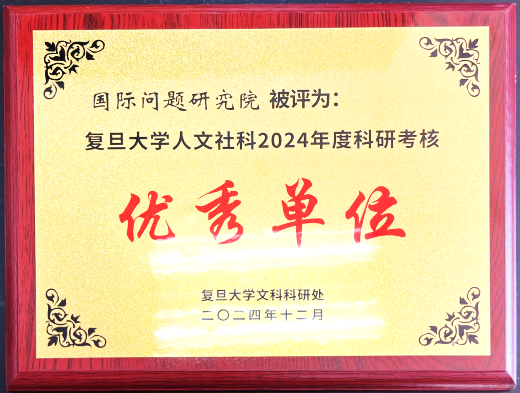 国际问题研究院 被评为：
复旦大学人文社科2024年度科研考核
优秀单位
复旦大学文科科研处
二〇二四年十二月